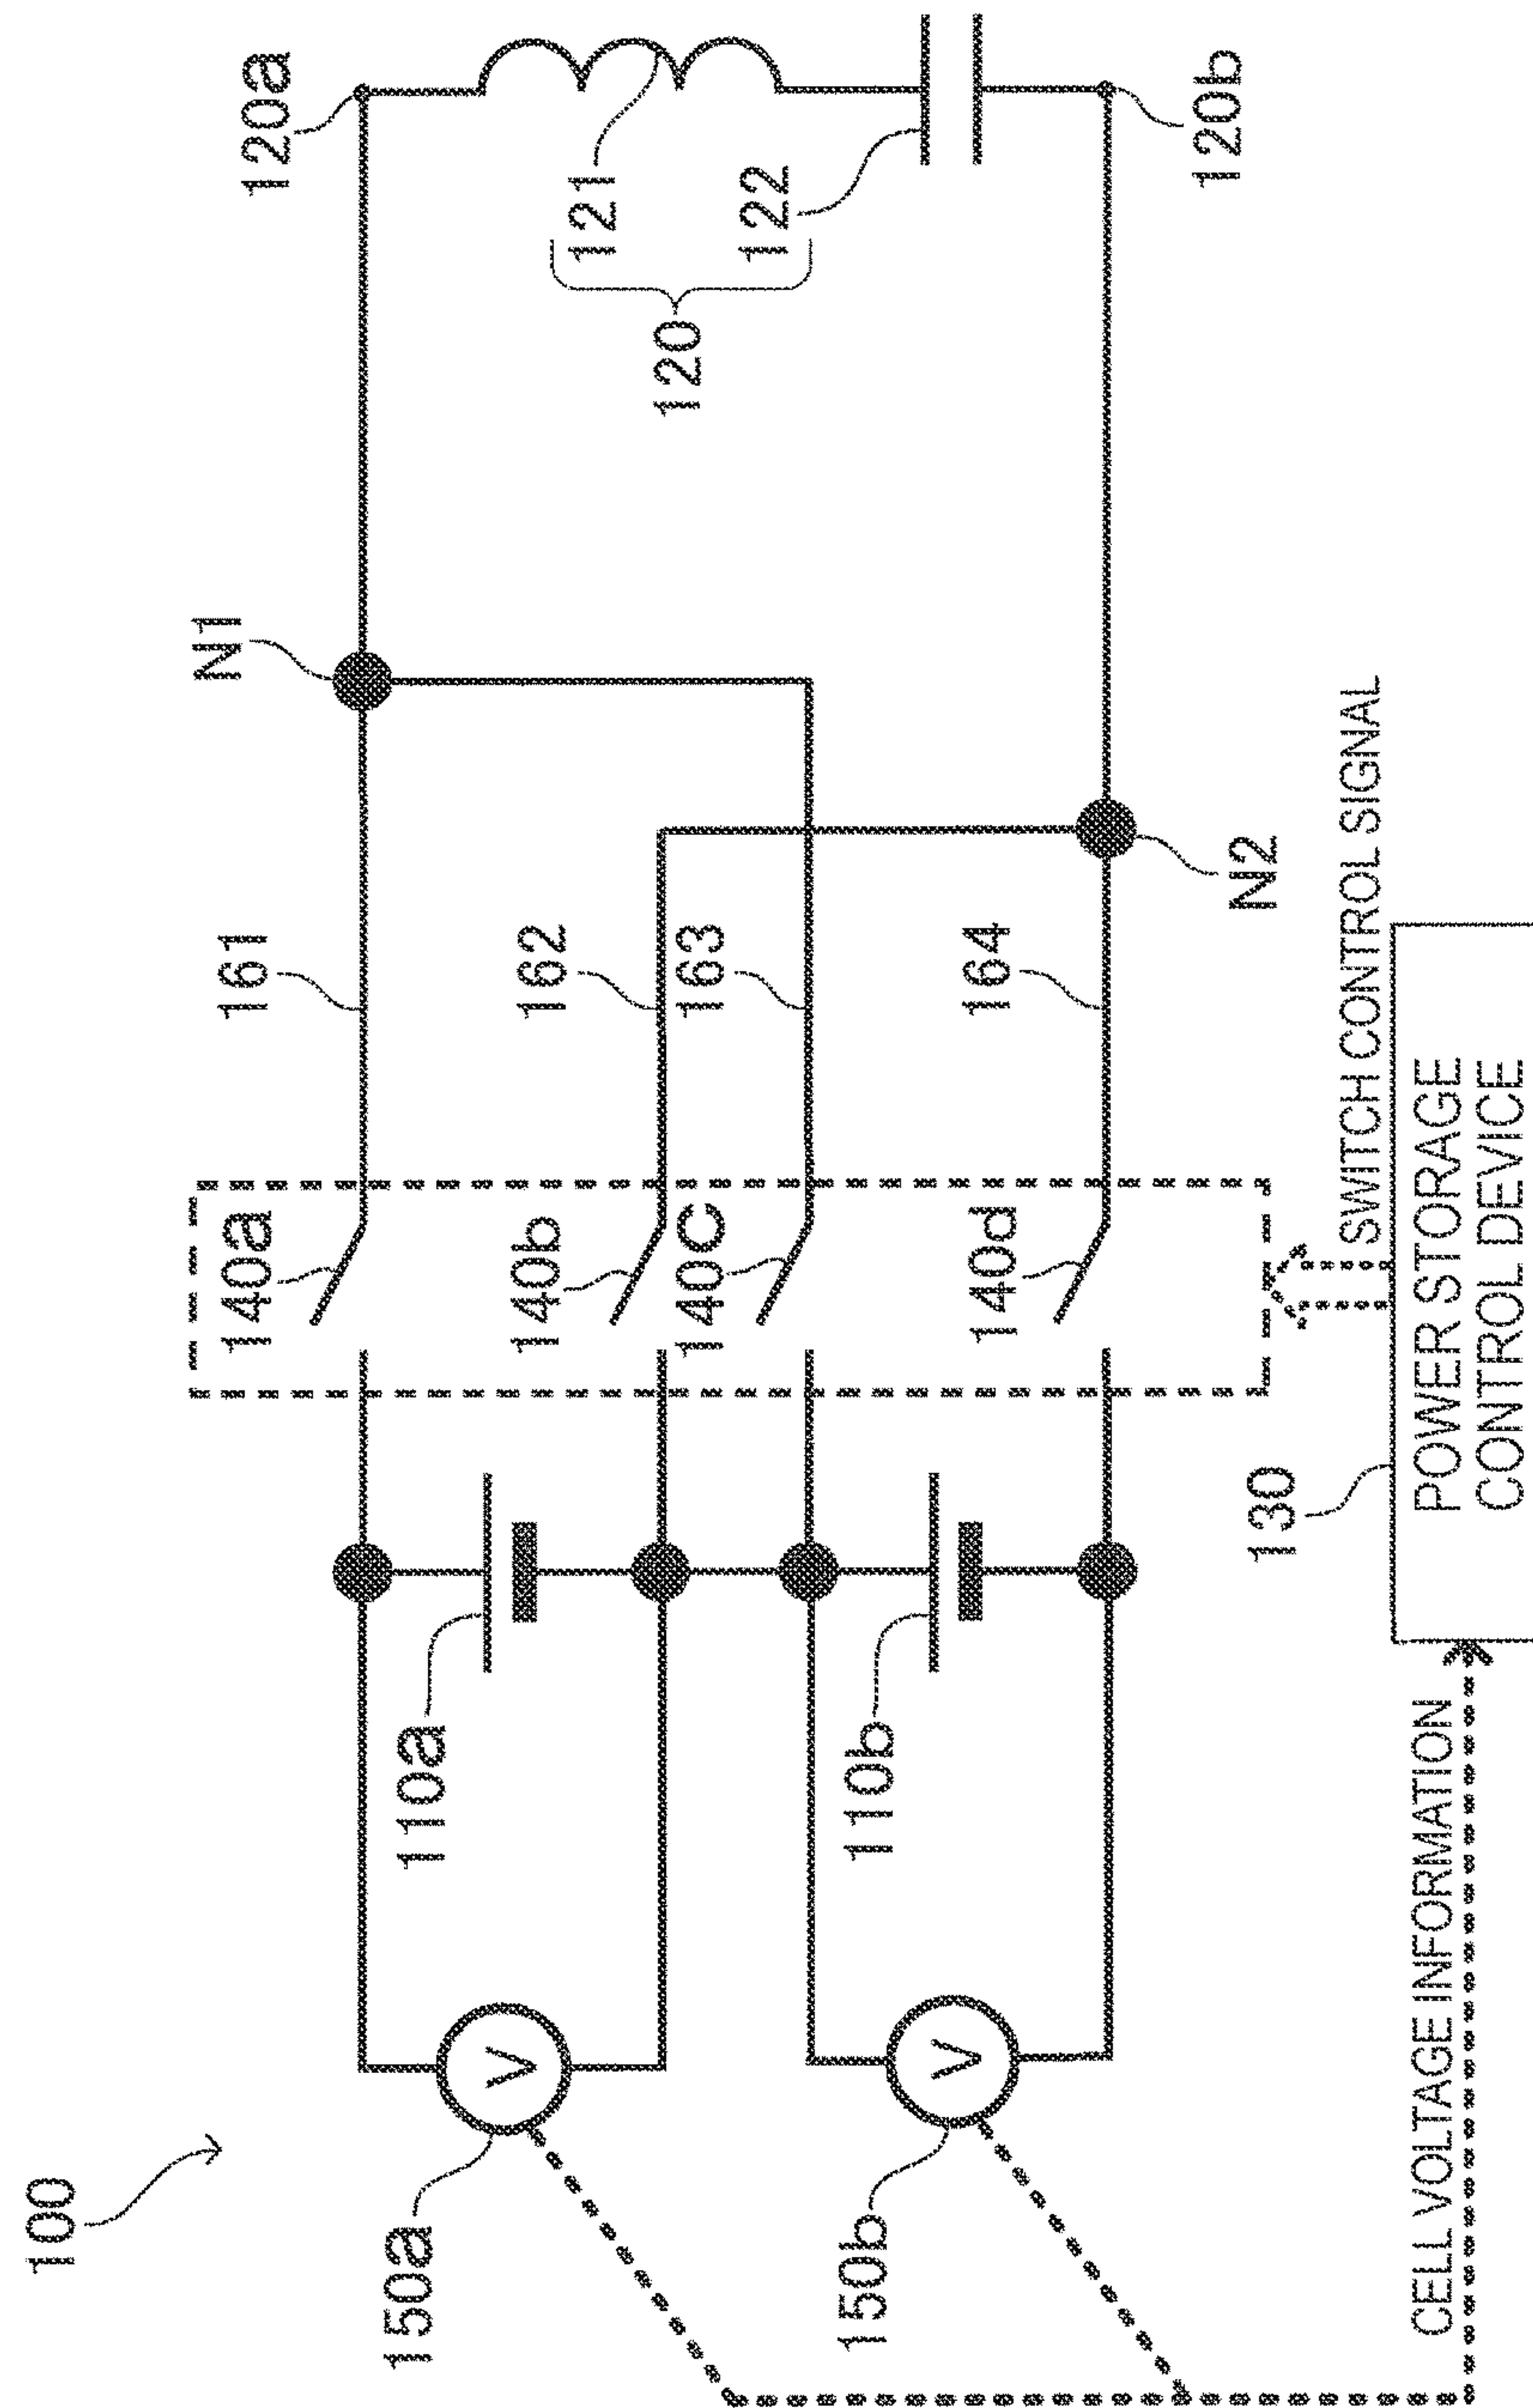 100
150a
150b
110a
110b
140a
140b
140c
140d
161
162
163
164
N1
N2
120a
121
122
120
120b
SWITCH CONTROL SIGNAL
130
POWER STORAGE
CONTROL DEVICE
CELL VOLTAGE INFORMATION
V
V